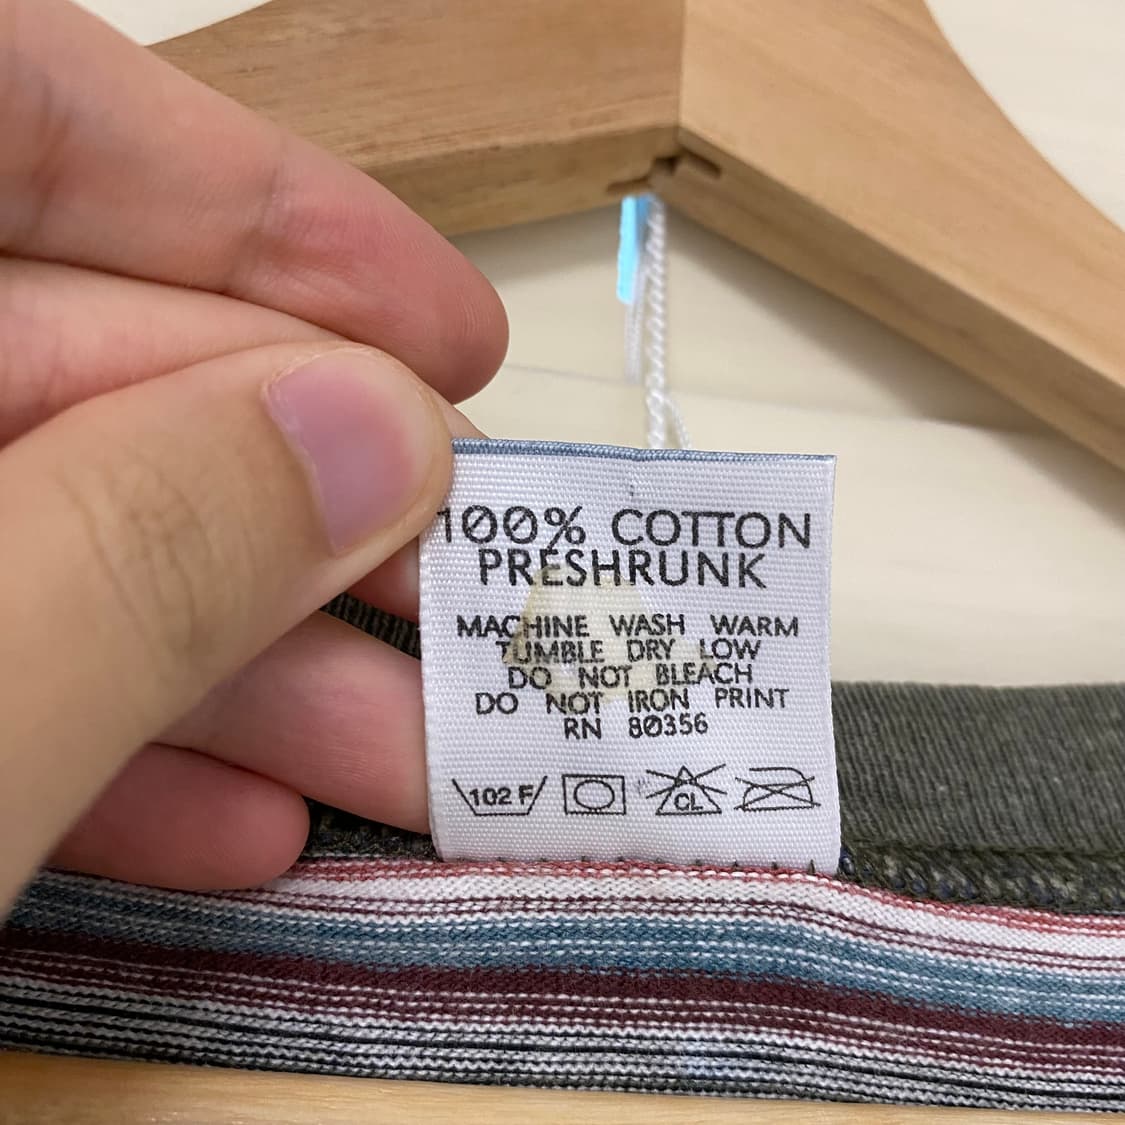 100% COTTON
PRESHRUNK
MACHINE WASH WARM
TUMBLE DRY LOW
DO NOT BLEACH
DO NOT IRON PRINT
RN 80356
102 F CL